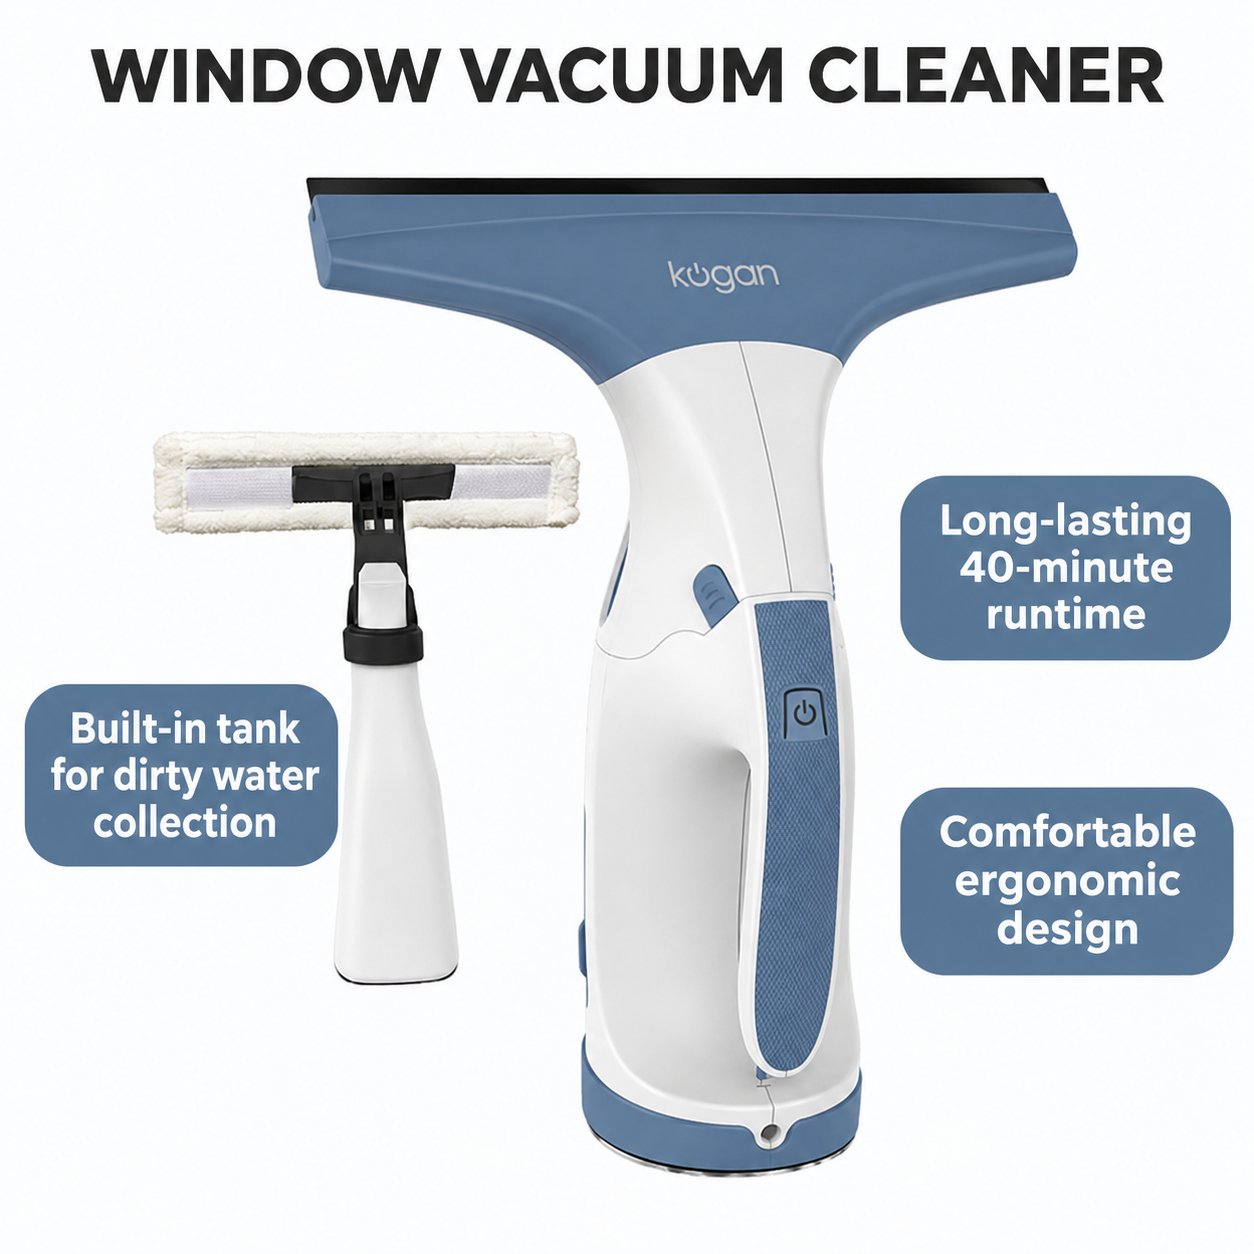 WINDOW VACUUM CLEANER
kogan
Long-lasting
40-minute
runtime
Built-in tank
for dirty water
collection
Comfortable
ergonomic
design